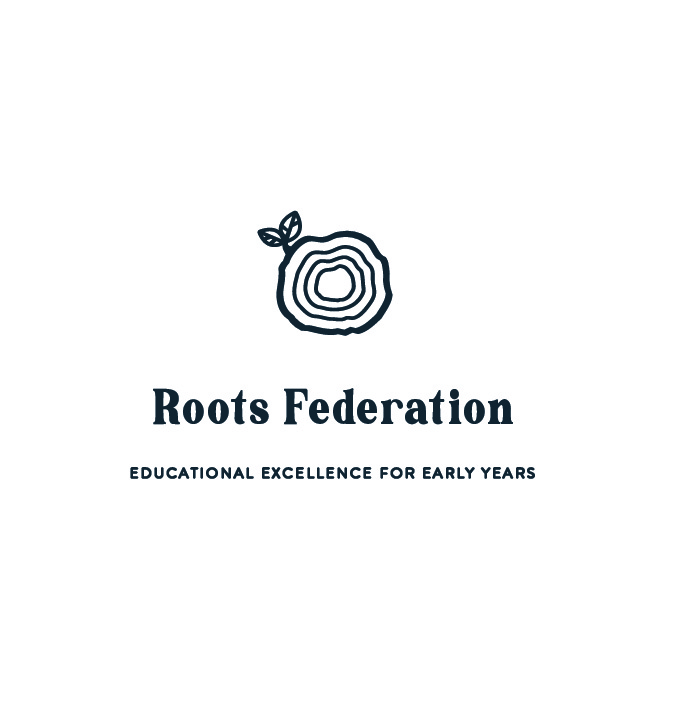 Roots Federation
EDUCATIONAL EXCELLENCE FOR EARLY YEARS